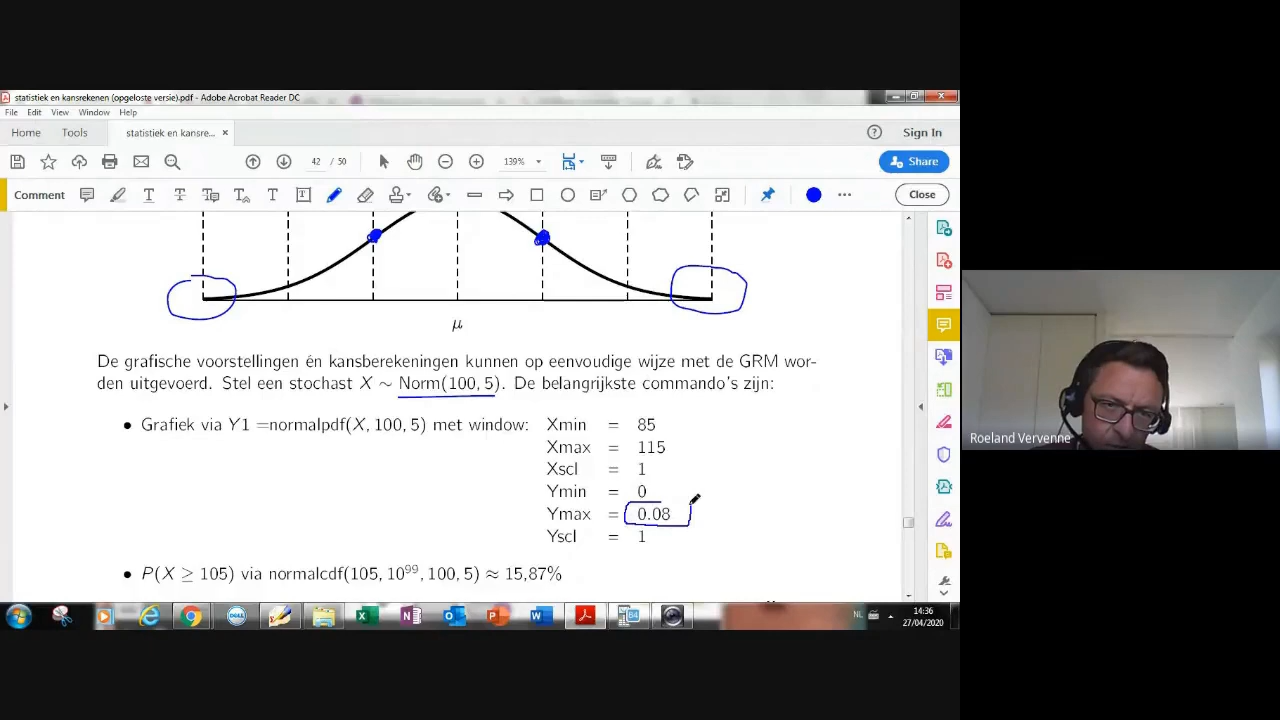 statistiek en kansrekenen (opgeloste versie).pdf - Adobe Acrobat Reader DC
File Edit View Window Help
Home Tools statistiek en kansre... × Sign In
42 / 50 139% Share
Comment Close
μ
De grafische voorstellingen én kansberekeningen kunnen op eenvoudige wijze met de GRM wor-
den uitgevoerd. Stel een stochast X ∼ Norm(100, 5). De belangrijkste commando's zijn:
• Grafiek via Y1 =normalpdf(X, 100, 5) met window: Xmin = 85
Xmax = 115
Xscl = 1
Ymin = 0
Ymax = 0.08
Yscl = 1
• P(X ≥ 105) via normalcdf(105, 10⁹⁹, 100, 5) ≈ 15,87%
NL 14:36
27/04/2020
Roeland Vervenne